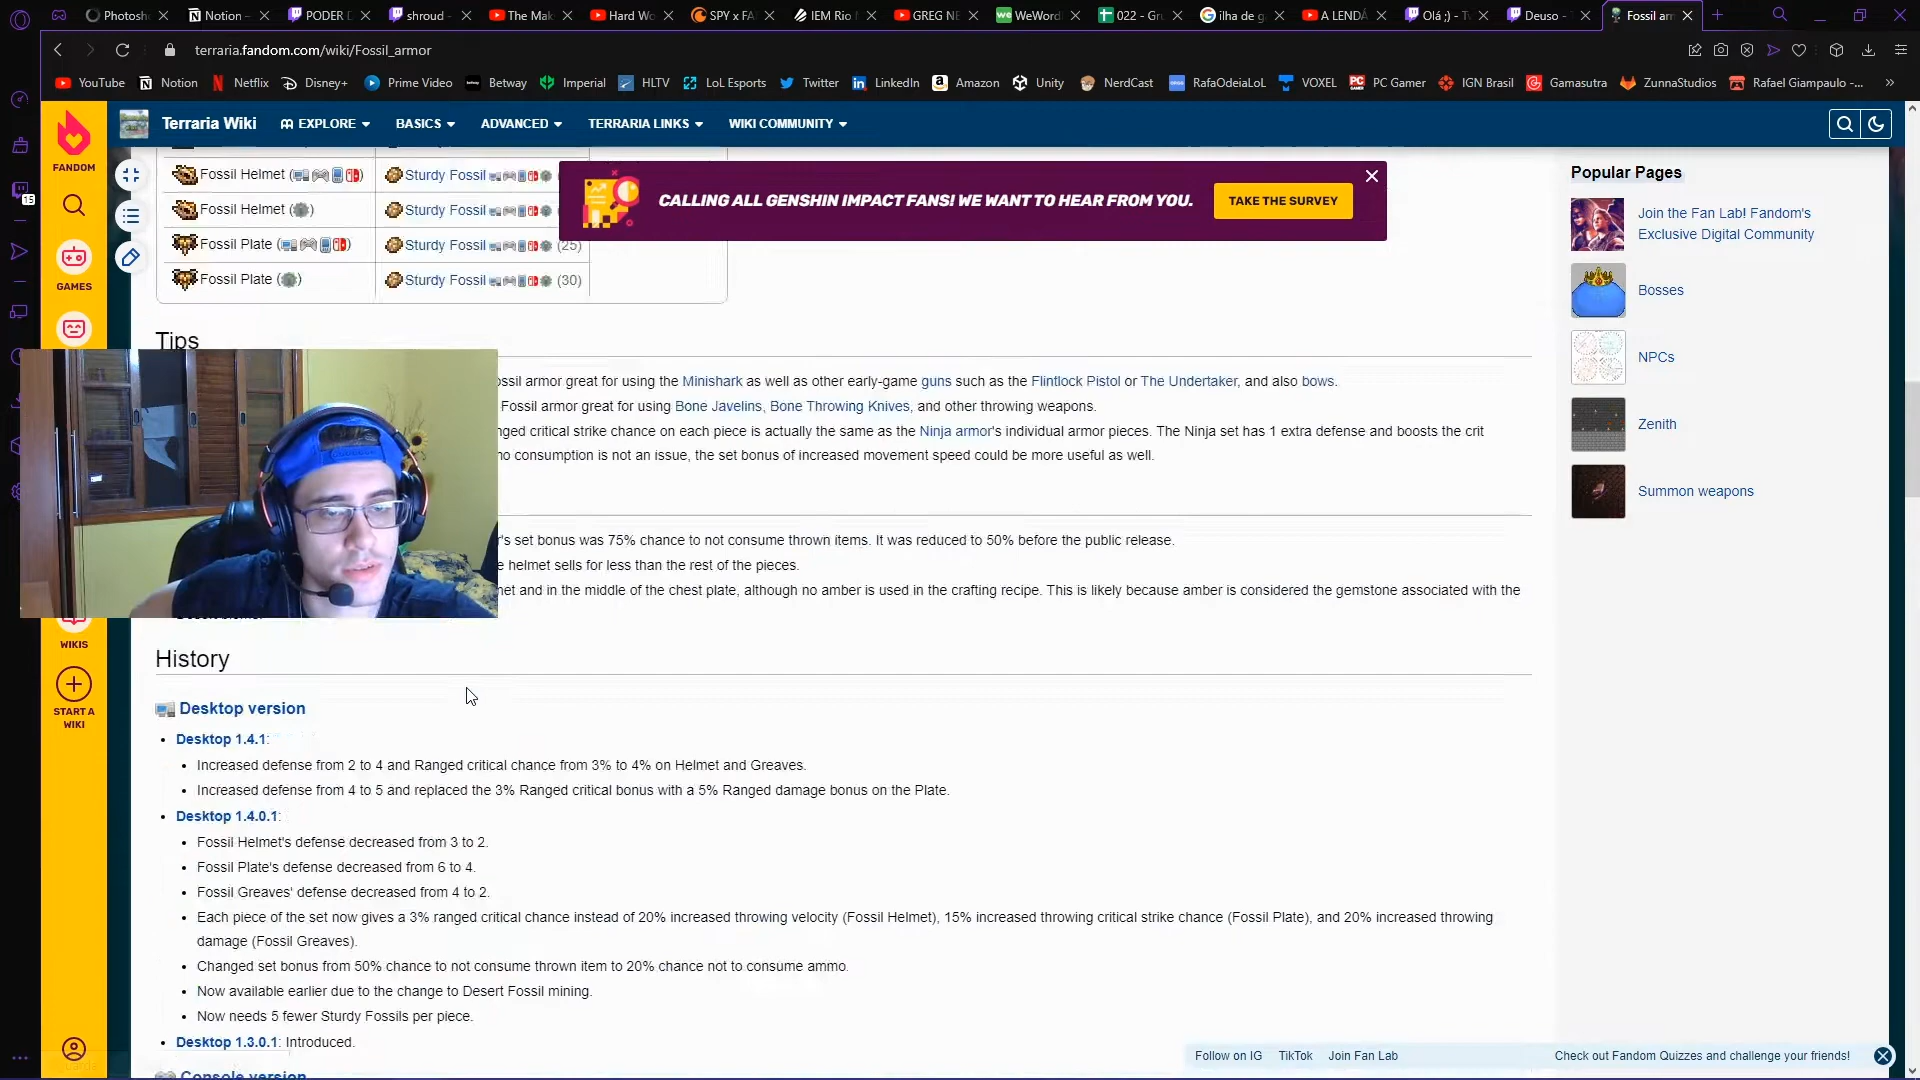 Photosh
Notion –
PODER D
shroud -
The Mak
Hard Wo
SPY x FA
IEM Rio
GREG NE
WeWord
022 - Gru
ilha de g
A LENDÁ
Olá ;) - Tw
Deuso - T
Fossil arm
terraria.fandom.com/wiki/Fossil_armor
YouTube
Notion
Netflix
Disney+
Prime Video
Betway
Imperial
HLTV
LoL Esports
Twitter
LinkedIn
Amazon
Unity
NerdCast
RafaOdeiaLoL
VOXEL
PC Gamer
IGN Brasil
Gamasutra
ZunnaStudios
Rafael Giampaulo -...
Terraria Wiki
EXPLORE
BASICS
ADVANCED
TERRARIA LINKS
WIKI COMMUNITY
FANDOM
GAMES
15
WIKIS
START A
WIKI
Fossil Helmet ( )
Sturdy Fossil
Fossil Helmet ( )
Sturdy Fossil
Fossil Plate ( )
Sturdy Fossil (25)
Fossil Plate ( )
Sturdy Fossil (30)
CALLING ALL GENSHIN IMPACT FANS! WE WANT TO HEAR FROM YOU.
TAKE THE SURVEY
Popular Pages
Join the Fan Lab! Fandom's
Exclusive Digital Community
Bosses
NPCs
Zenith
Summon weapons
Tips
ossil armor great for using the Minishark as well as other early-game guns such as the Flintlock Pistol or The Undertaker, and also bows.
Fossil armor great for using Bone Javelins, Bone Throwing Knives, and other throwing weapons.
nged critical strike chance on each piece is actually the same as the Ninja armor's individual armor pieces. The Ninja set has 1 extra defense and boosts the crit
no consumption is not an issue, the set bonus of increased movement speed could be more useful as well.
's set bonus was 75% chance to not consume thrown items. It was reduced to 50% before the public release.
e helmet sells for less than the rest of the pieces.
net and in the middle of the chest plate, although no amber is used in the crafting recipe. This is likely because amber is considered the gemstone associated with the
History
Desktop version
Desktop 1.4.1:
Increased defense from 2 to 4 and Ranged critical chance from 3% to 4% on Helmet and Greaves.
Increased defense from 4 to 5 and replaced the 3% Ranged critical bonus with a 5% Ranged damage bonus on the Plate.
Desktop 1.4.0.1:
Fossil Helmet's defense decreased from 3 to 2.
Fossil Plate's defense decreased from 6 to 4.
Fossil Greaves' defense decreased from 4 to 2.
Each piece of the set now gives a 3% ranged critical chance instead of 20% increased throwing velocity (Fossil Helmet), 15% increased throwing critical strike chance (Fossil Plate), and 20% increased throwing
damage (Fossil Greaves).
Changed set bonus from 50% chance to not consume thrown item to 20% chance not to consume ammo.
Now available earlier due to the change to Desert Fossil mining.
Now needs 5 fewer Sturdy Fossils per piece.
Desktop 1.3.0.1: Introduced.
Console version
Follow on IG
TikTok
Join Fan Lab
Check out Fandom Quizzes and challenge your friends!